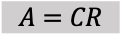 A = CR